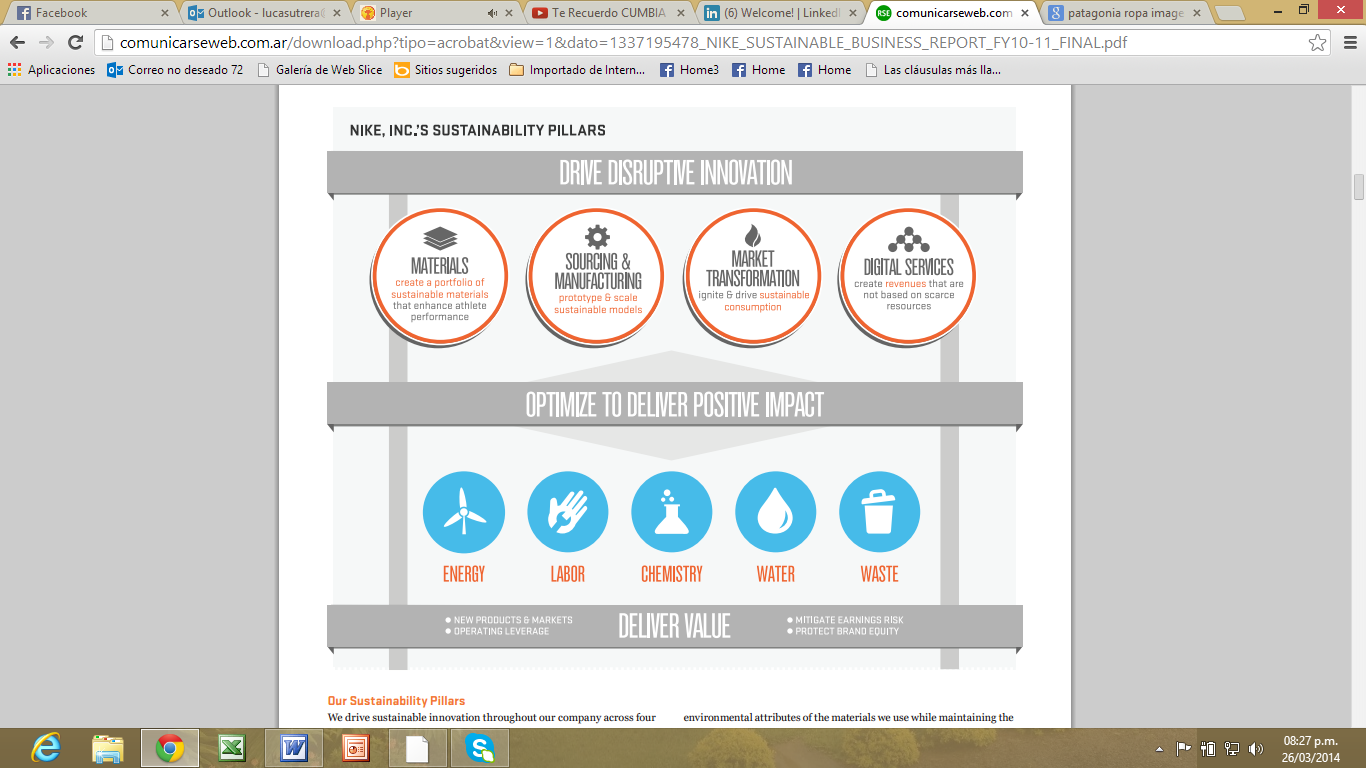 Facebook
Outlook - lucasutrera@
Player
Te Recuerdo CUMBIA
(6) Welcome! | LinkedI
RSE comunicarseweb.com
patagonia ropa image
comunicarseweb.com.ar/download.php?tipo=acrobat&view=1&dato=1337195478_NIKE_SUSTAINABLE_BUSINESS_REPORT_FY10-11_FINAL.pdf
Aplicaciones
Correo no deseado 72
Galería de Web Slice
Sitios sugeridos
Importado de Intern...
Home3
Home
Home
Las cláusulas más lla...
NIKE, INC.'S SUSTAINABILITY PILLARS
DRIVE DISRUPTIVE INNOVATION
MATERIALS
create a portfolio of
sustainable materials
that enhance athlete
performance
SOURCING &
MANUFACTURING
prototype & scale
sustainable models
MARKET
TRANSFORMATION
ignite & drive sustainable
consumption
DIGITAL SERVICES
create revenues that are
not based on scarce
resources
OPTIMIZE TO DELIVER POSITIVE IMPACT
ENERGY
LABOR
CHEMISTRY
WATER
WASTE
• NEW PRODUCTS & MARKETS
• OPERATING LEVERAGE
DELIVER VALUE
• MITIGATE EARNINGS RISK
• PROTECT BRAND EQUITY
Our Sustainability Pillars
We drive sustainable innovation throughout our company across four
environmental attributes of the materials we use while maintaining the
08:27 p.m.
26/03/2014